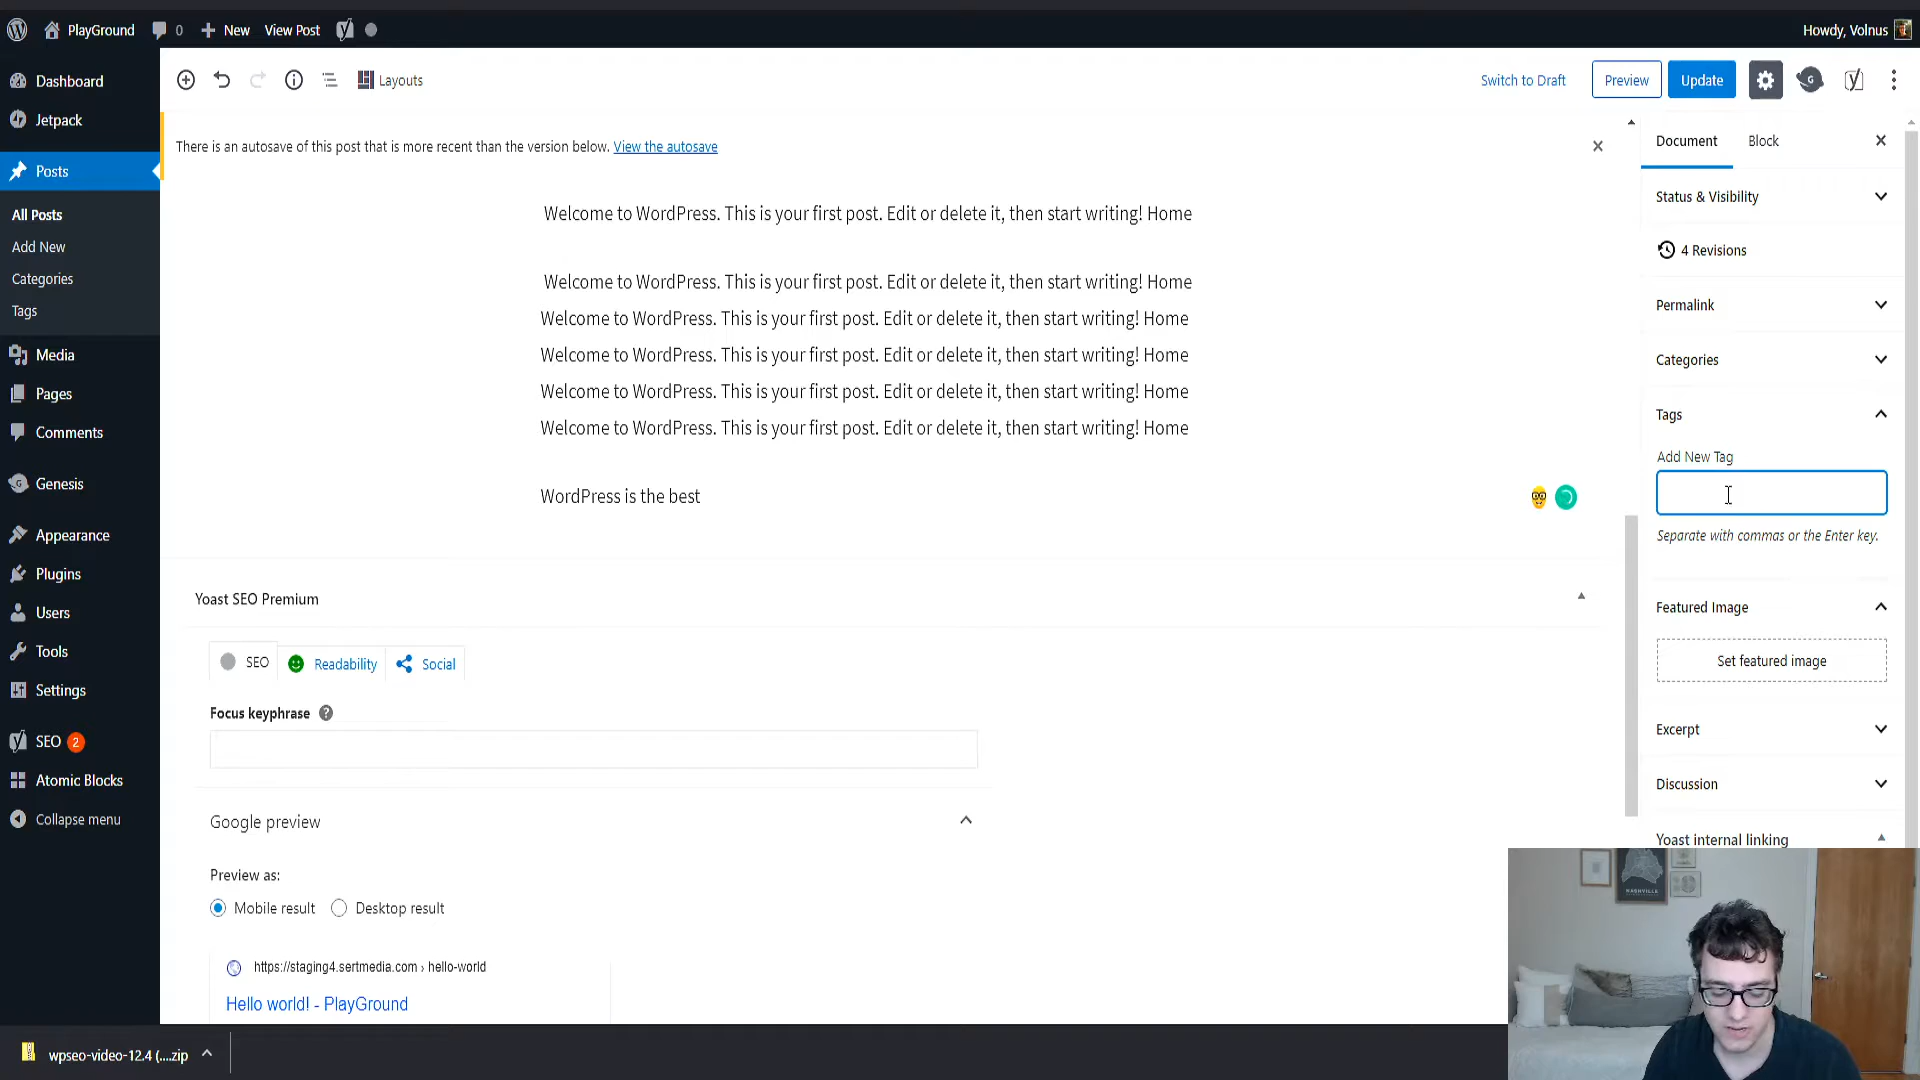 PlayGround
0
New
View Post
Howdy, Volnus
Dashboard
Jetpack
Posts
All Posts
Add New
Categories
Tags
Media
Pages
Comments
Genesis
Appearance
Plugins
Users
Tools
Settings
SEO 2
Atomic Blocks
Collapse menu
Layouts
Switch to Draft
Preview
Update
There is an autosave of this post that is more recent than the version below. View the autosave
Welcome to WordPress. This is your first post. Edit or delete it, then start writing! Home
Welcome to WordPress. This is your first post. Edit or delete it, then start writing! Home
Welcome to WordPress. This is your first post. Edit or delete it, then start writing! Home
Welcome to WordPress. This is your first post. Edit or delete it, then start writing! Home
Welcome to WordPress. This is your first post. Edit or delete it, then start writing! Home
Welcome to WordPress. This is your first post. Edit or delete it, then start writing! Home
WordPress is the best
Yoast SEO Premium
SEO
Readability
Social
Focus keyphrase
Google preview
Preview as:
Mobile result
Desktop result
https://staging4.sertmedia.com › hello-world
Hello world! - PlayGround
Document
Block
Status & Visibility
4 Revisions
Permalink
Categories
Tags
Add New Tag
Separate with commas or the Enter key.
Featured Image
Set featured image
Excerpt
Discussion
Yoast internal linking
NASHVILLE
wpseo-video-12.4 (....zip